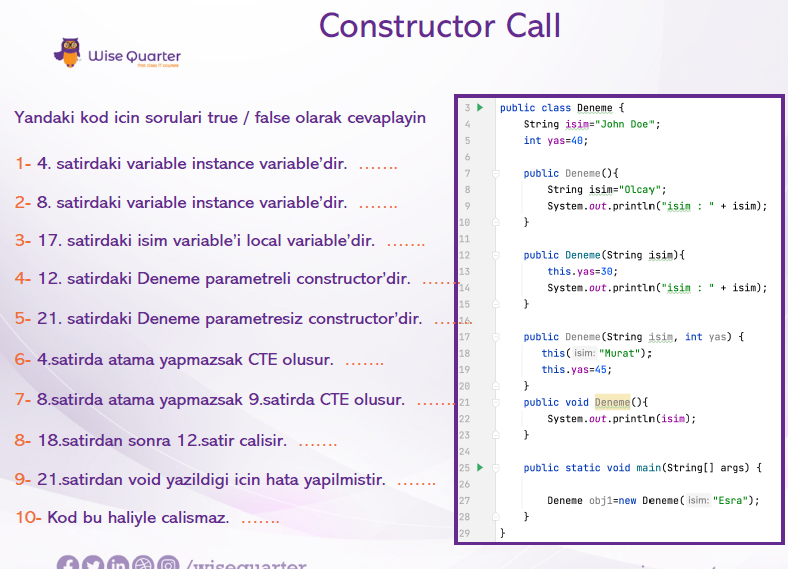 Constructor Call
Wise Quarter
Yandaki kod icin sorulari true / false olarak cevaplayin
1- 4. satirdaki variable instance variable’dir. …….
2- 8. satirdaki variable instance variable’dir. …….
3- 17. satirdaki isim variable’i local variable’dir. …….
4- 12. satirdaki Deneme parametreli constructor’dir. …….
5- 21. satirdaki Deneme parametresiz constructor’dir. …….
6- 4.satirda atama yapmazsak CTE olusur. …….
7- 8.satirda atama yapmazsak 9.satirda CTE olusur. …….
8- 18.satirdan sonra 12.satir calisir. …….
9- 21.satirdan void yazildigi icin hata yapilmistir. …….
10- Kod bu haliyle calismaz. …….
3 public class Deneme {
4 String isim="John Doe";
5 int yas=40;
6
7 public Deneme(){
8 String isim="Olcay";
9 System.out.println("isim : " + isim);
10 }
11
12 public Deneme(String isim){
13 this.yas=30;
14 System.out.println("isim : " + isim);
15 }
16
17 public Deneme(String isim, int yas) {
18 this( isim: "Murat");
19 this.yas=45;
20 }
21 public void Deneme(){
22 System.out.println(isim);
23 }
24
25 public static void main(String[] args) {
26
27 Deneme obj1=new Deneme( isim: "Esra");
28 }
29 }
/wisequarter